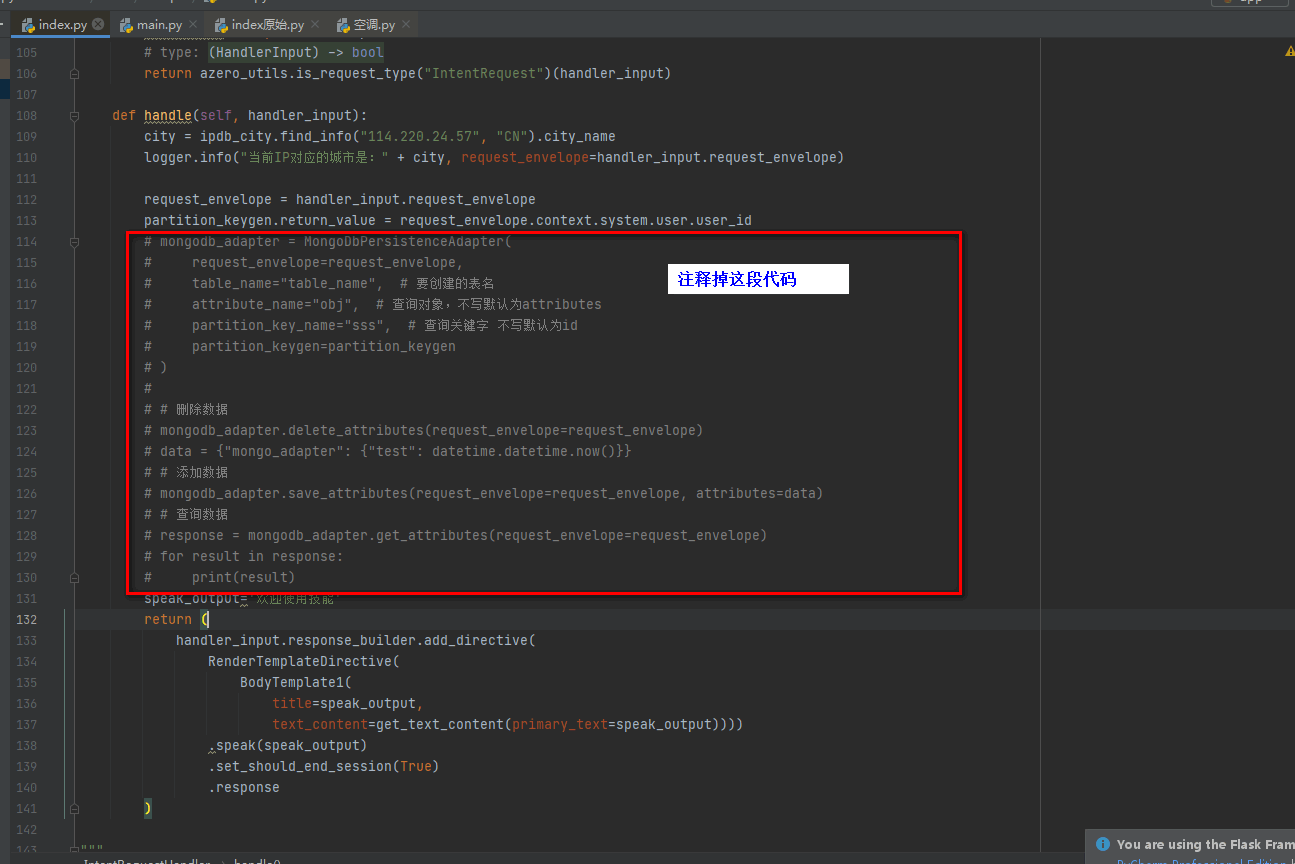 index.py
main.py
index原始.py
空调.py
105 # type: (HandlerInput) -> bool
106 return azero_utils.is_request_type("IntentRequest")(handler_input)
107
108 def handle(self, handler_input):
109 city = ipdb_city.find_info("114.220.24.57", "CN").city_name
110 logger.info("当前IP对应的城市是：" + city, request_envelope=handler_input.request_envelope)
111
112 request_envelope = handler_input.request_envelope
113 partition_keygen.return_value = request_envelope.context.system.user.user_id
114 # mongodb_adapter = MongoDbPersistenceAdapter(
115 #     request_envelope=request_envelope,
注释掉这段代码
116 #     table_name="table_name",  # 要创建的表名
117 #     attribute_name="obj",  # 查询对象，不写默认为attributes
118 #     partition_key_name="sss",  # 查询关键字 不写默认为id
119 #     partition_keygen=partition_keygen
120 # )
121 #
122 # # 删除数据
123 # mongodb_adapter.delete_attributes(request_envelope=request_envelope)
124 # data = {"mongo_adapter": {"test": datetime.datetime.now()}}
125 # # 添加数据
126 # mongodb_adapter.save_attributes(request_envelope=request_envelope, attributes=data)
127 # # 查询数据
128 # response = mongodb_adapter.get_attributes(request_envelope=request_envelope)
129 # for result in response:
130 #     print(result)
131 speak_output="欢迎使用技能"
132 return (
133 handler_input.response_builder.add_directive(
134 RenderTemplateDirective(
135 BodyTemplate1(
136 title=speak_output,
137 text_content=get_text_content(primary_text=speak_output))))
138 .speak(speak_output)
139 .set_should_end_session(True)
140 .response
141 )
142
143 """
You are using the Flask Fram